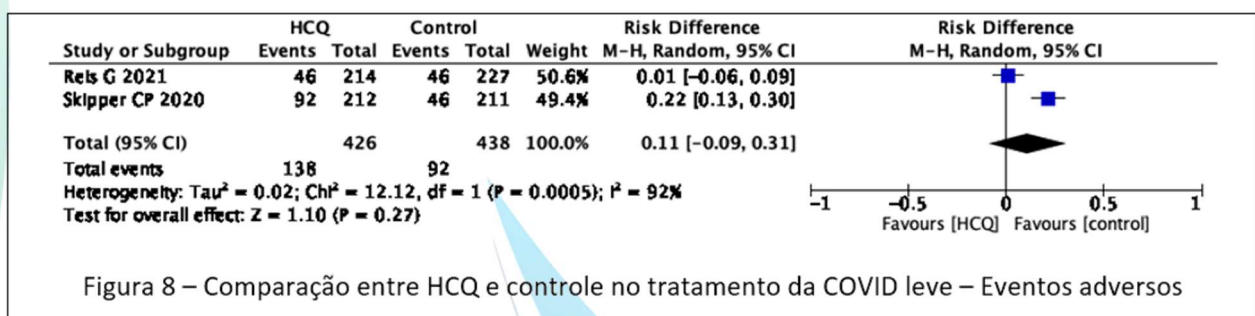 HCQ Control Risk Difference Risk Difference
Study or Subgroup Events Total Events Total Weight M-H, Random, 95% CI M-H, Random, 95% CI
Reis G 2021 46 214 46 227 50.6% 0.01 [-0.06, 0.09]
Skipper CP 2020 92 212 46 211 49.4% 0.22 [0.13, 0.30]
Total (95% CI) 426 438 100.0% 0.11 [-0.09, 0.31]
Total events 138 92
Heterogeneity: Tau² = 0.02; Chi² = 12.12, df = 1 (P = 0.0005); I² = 92%
Test for overall effect: Z = 1.10 (P = 0.27)
-1 -0.5 0 0.5 1
Favours [HCQ] Favours [control]
Figura 8 – Comparação entre HCQ e controle no tratamento da COVID leve – Eventos adversos